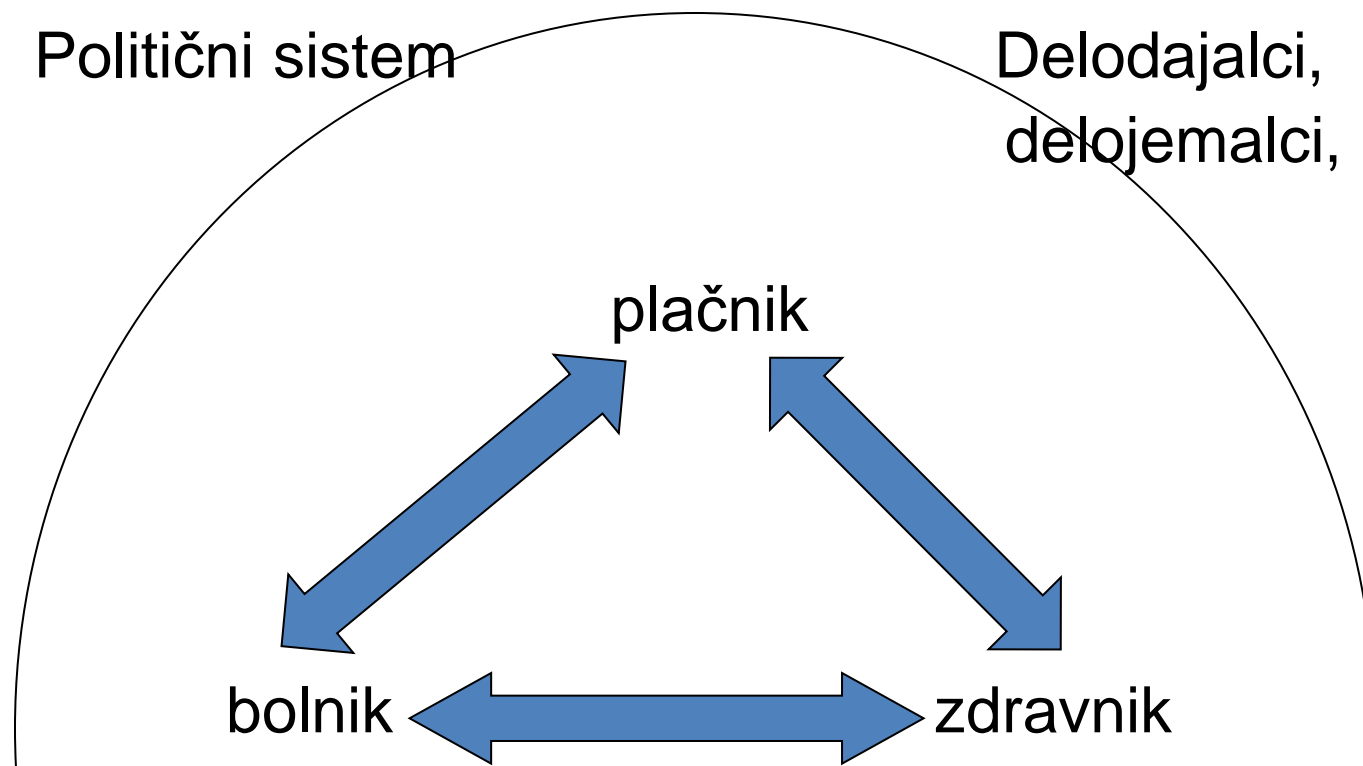 Politični sistem
Delodajalci,
delojemalci,
plačnik
bolnik
zdravnik